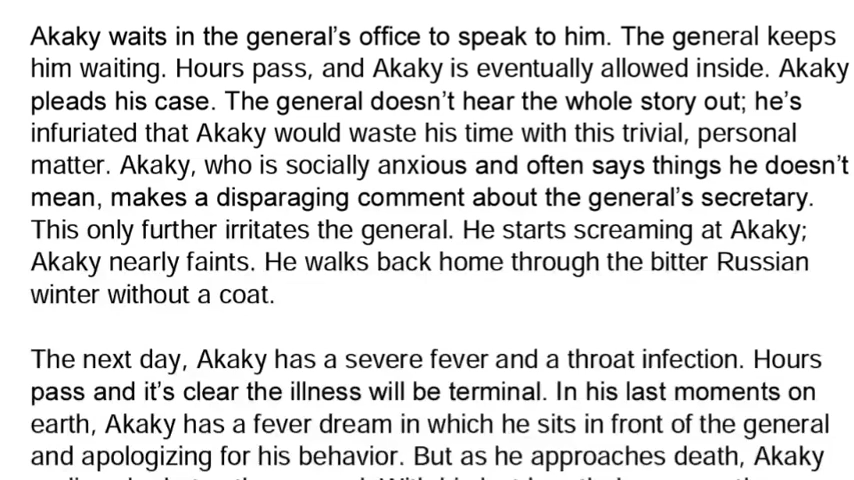 Akaky waits in the general's office to speak to him. The general keeps
him waiting. Hours pass, and Akaky is eventually allowed inside. Akaky
pleads his case. The general doesn't hear the whole story out; he's
infuriated that Akaky would waste his time with this trivial, personal
matter. Akaky, who is socially anxious and often says things he doesn't
mean, makes a disparaging comment about the general's secretary.
This only further irritates the general. He starts screaming at Akaky;
Akaky nearly faints. He walks back home through the bitter Russian
winter without a coat.
The next day, Akaky has a severe fever and a throat infection. Hours
pass and it's clear the illness will be terminal. In his last moments on
earth, Akaky has a fever dream in which he sits in front of the general
and apologizing for his behavior. But as he approaches death, Akaky